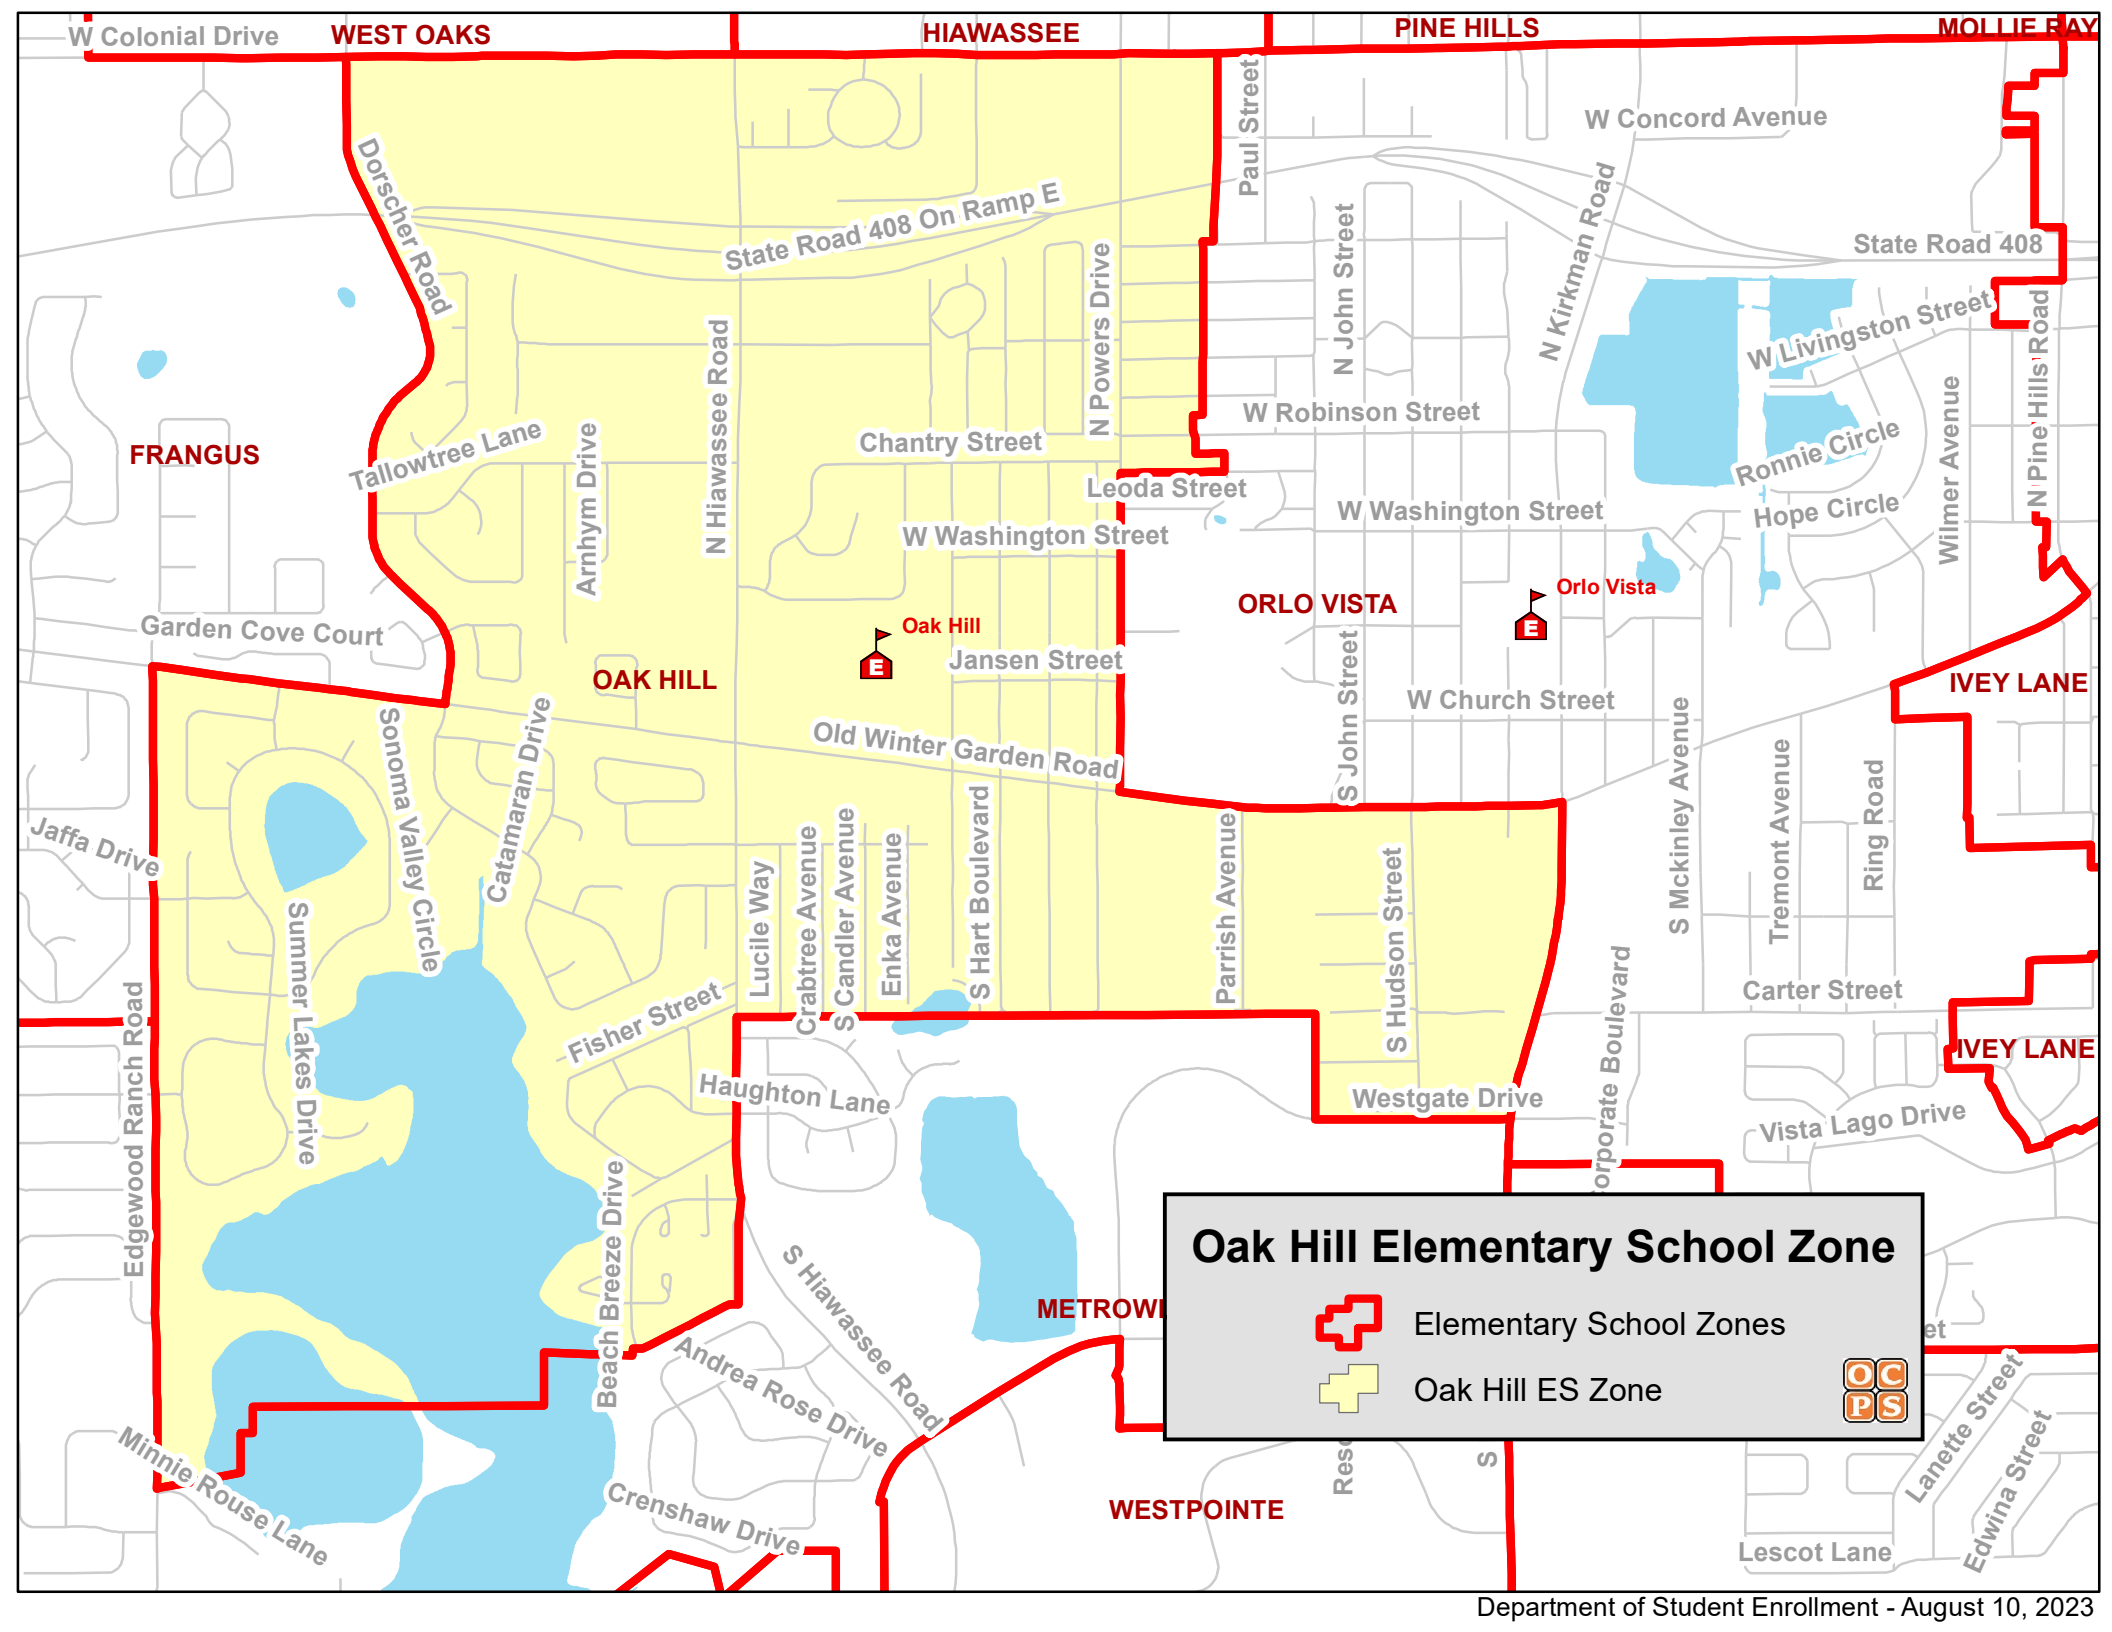 W Colonial Drive
WEST OAKS
HIAWASSEE
PINE HILLS
MOLLIE RAY
Paul Street
W Concord Avenue
Dorscher Road
State Road 408 On Ramp E
N Kirkman Road
State Road 408
N John Street
N Powers Drive
N Hiawassee Road
W Livingston Street
N Pine Hills Road
W Robinson Street
Wilmer Avenue
FRANGUS
Tallowtree Lane
Arnhym Drive
Chantry Street
Ronnie Circle
Leoda Street
W Washington Street
Hope Circle
W Washington Street
Orlo Vista
E
ORLO VISTA
Garden Cove Court
Oak Hill
E
Jansen Street
OAK HILL
S John Street
W Church Street
IVEY LANE
S Mckinley Avenue
Sonoma Valley Circle
Catamaran Drive
Old Winter Garden Road
Tremont Avenue
Ring Road
Jaffa Drive
Lucile Way
Crabtree Avenue
S Candler Avenue
Enka Avenue
S Hart Boulevard
Parrish Avenue
S Hudson Street
Summer Lakes Drive
Edgewood Ranch Road
Fisher Street
Carter Street
IVEY LANE
Haughton Lane
Westgate Drive
orporate Boulevard
Vista Lago Drive
Beach Breeze Drive
S Hiawassee Road
METROWE
Oak Hill Elementary School Zone
Elementary School Zones
Oak Hill ES Zone
OC
PS
et
Andrea Rose Drive
Minnie Rouse Lane
Crenshaw Drive
WESTPOINTE
Reso
S
Lanette Street
Edwina Street
Lescot Lane
Department of Student Enrollment - August 10, 2023